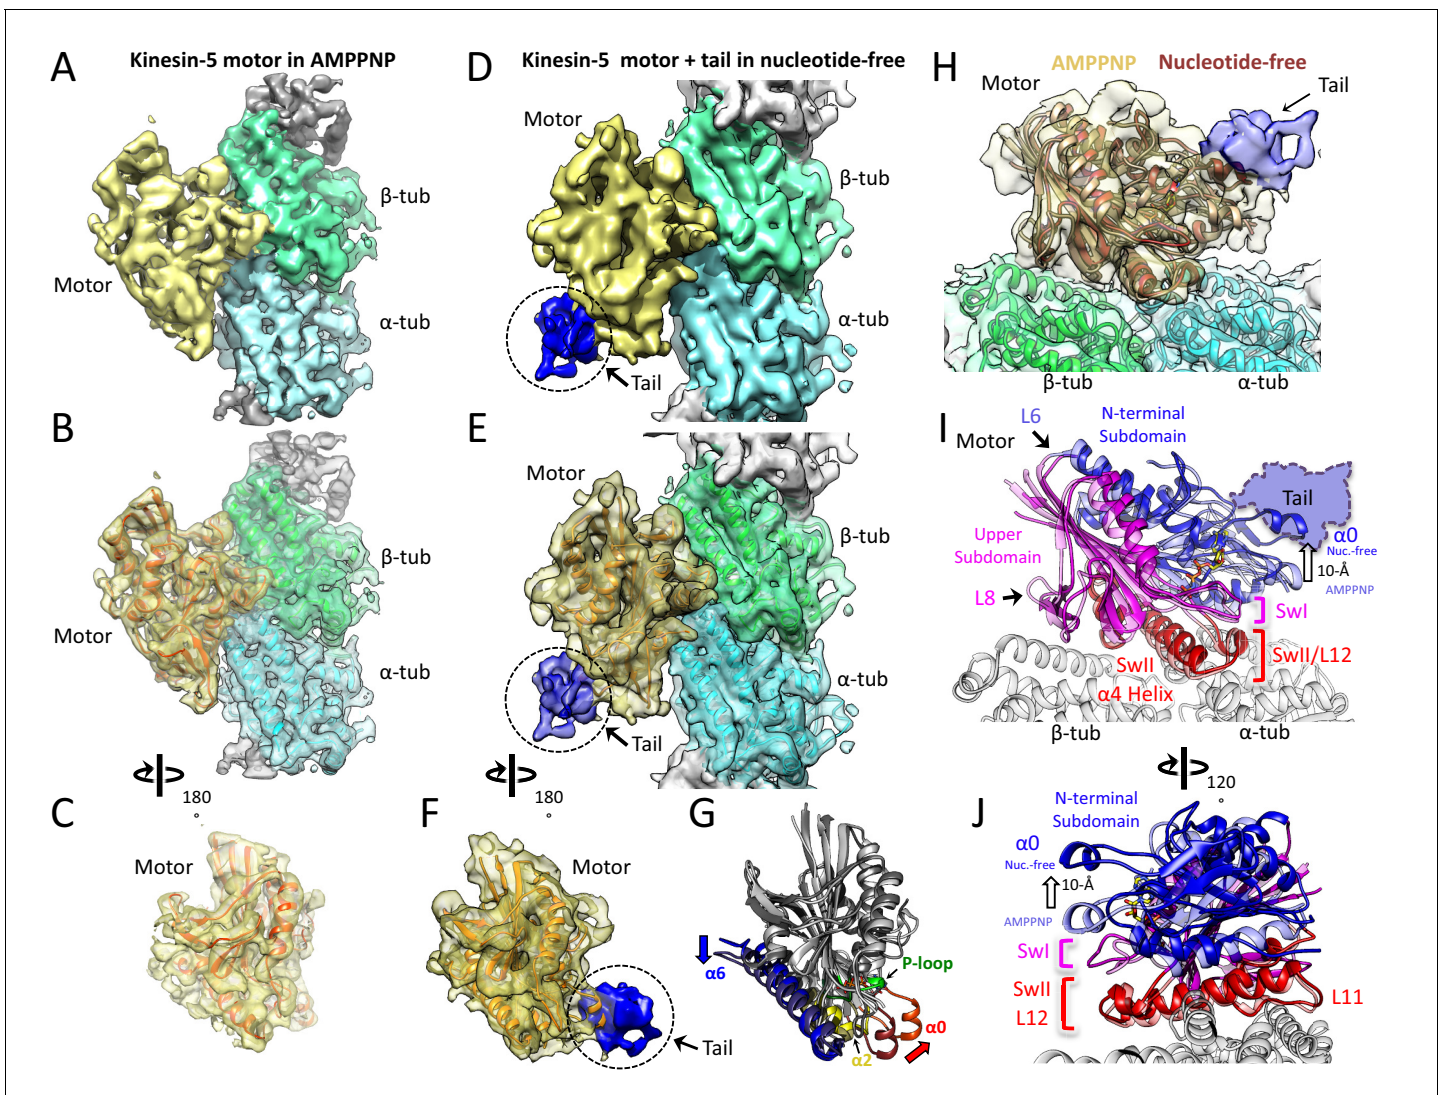 A
Kinesin-5 motor in AMPPNP
β-tub
Motor
α-tub
B
β-tub
Motor
α-tub
180
°
C
Motor
D
Kinesin-5 motor + tail in nucleotide-free
Motor
β-tub
α-tub
Tail
E
Motor
β-tub
α-tub
Tail
180
°
F
Motor
Tail
G
α6
P-loop
α0
α2
H
AMPPNP Nucleotide-free
Motor
Tail
β-tub
α-tub
I
L6
N-terminal
Subdomain
Motor
Tail
Upper
Subdomain
α0
Nuc.-free
10-Å
AMPPNP
L8
SwI
SwII
α4 Helix
SwII/L12
β-tub
α-tub
120
°
J
N-terminal
Subdomain
α0
Nuc.-free
10-Å
AMPPNP
SwI
SwII
L12
L11